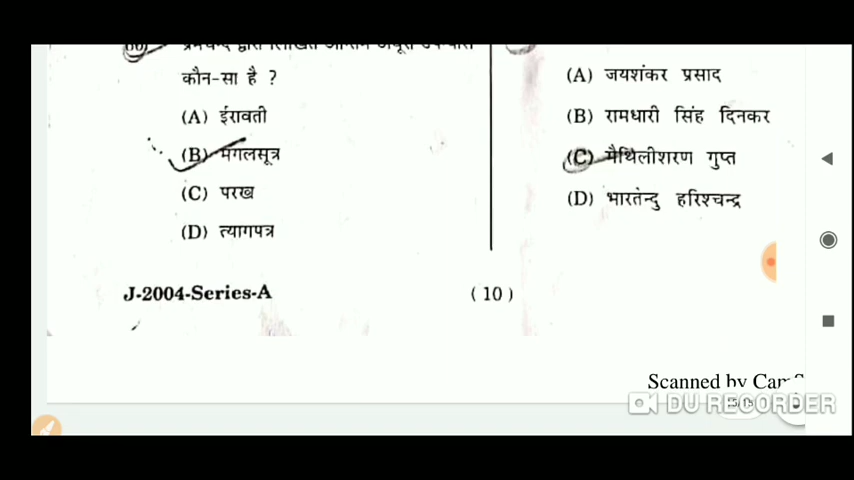 कौन-सा है ?
(A) ईरावती
(B) मंगलसूत्र
(C) परख
(D) त्यागपत्र
(A) जयशंकर प्रसाद
(B) रामधारी सिंह दिनकर
(C) मैथिलीशरण गुप्त
(D) भारतेन्दु हरिश्चन्द्र
J-2004-Series-A
( 10 )
Scanned by CamS
DU RECORDER